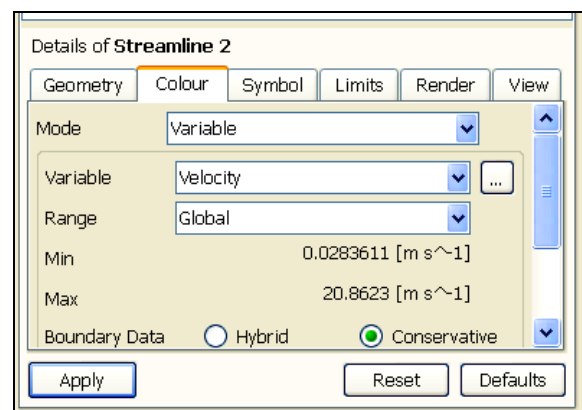 Details of Streamline 2
Geometry Colour Symbol Limits Render View
Mode Variable
Variable Velocity ...
Range Global
Min 0.0283611 [m s^-1]
Max 20.8623 [m s^-1]
Boundary Data Hybrid Conservative
Apply Reset Defaults